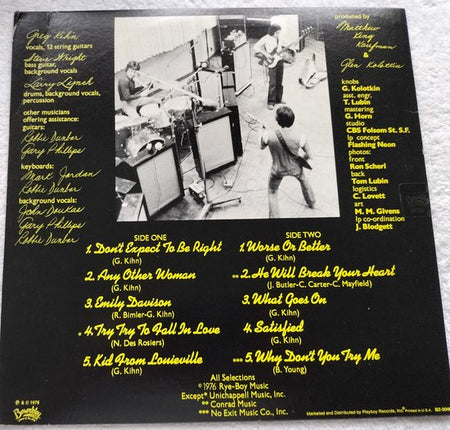 Greg Kihn
vocals, 12 string guitars
Steve Wright
bass guitar,
background vocals
Larry Lynch
drums, background vocals,
percussion
other musicians
offering assistance:
guitars:
Robbie Dunbar
Gary Phillips
keyboards:
Mark Jordan
Robbie Dunbar
background vocals:
John Doukas
Gary Phillips
Robbie Dunbar
produced by
Matthew
King
Kaufman
&
Glen Kolotkin
knobs
G. Kolotkin
asst. engr.
T. Lubin
mastering
G. Horn
studio
CBS Folsom St. S.F.
lp concept
Flashing Neon
photos:
front
Ron Scherl
back
Tom Lubin
logistics
C. Lovett
art
M. M. Givens
lp co-ordination
J. Blodgett
SIDE ONE
1. Don't Expect To Be Right
(G. Kihn)
2. Any Other Woman
(G. Kihn)
3. Emily Davison
(R. Bimler-G. Kihn)
*4. Try Try To Fall In Love
(N. Des Rosiers)
5. Kid From Louieville
(G. Kihn)
SIDE TWO
1. Worse Or Better
(G. Kihn)
**2. He Will Break Your Heart
(J. Butler-C. Carter-C. Mayfield)
3. What Goes On
(G. Kihn)
4. Satisfied
(G. Kihn)
***5. Why Don't You Try Me
(B. Young)
All Selections
©1976 Rye-Boy Music
Except* Unichappell Music Inc.
** Conrad Music
*** No Exit Music Co., Inc.
℗ & © 1976
Beserkley
Marketed and Distributed by Playboy Records, Inc. Printed in U.S.A.